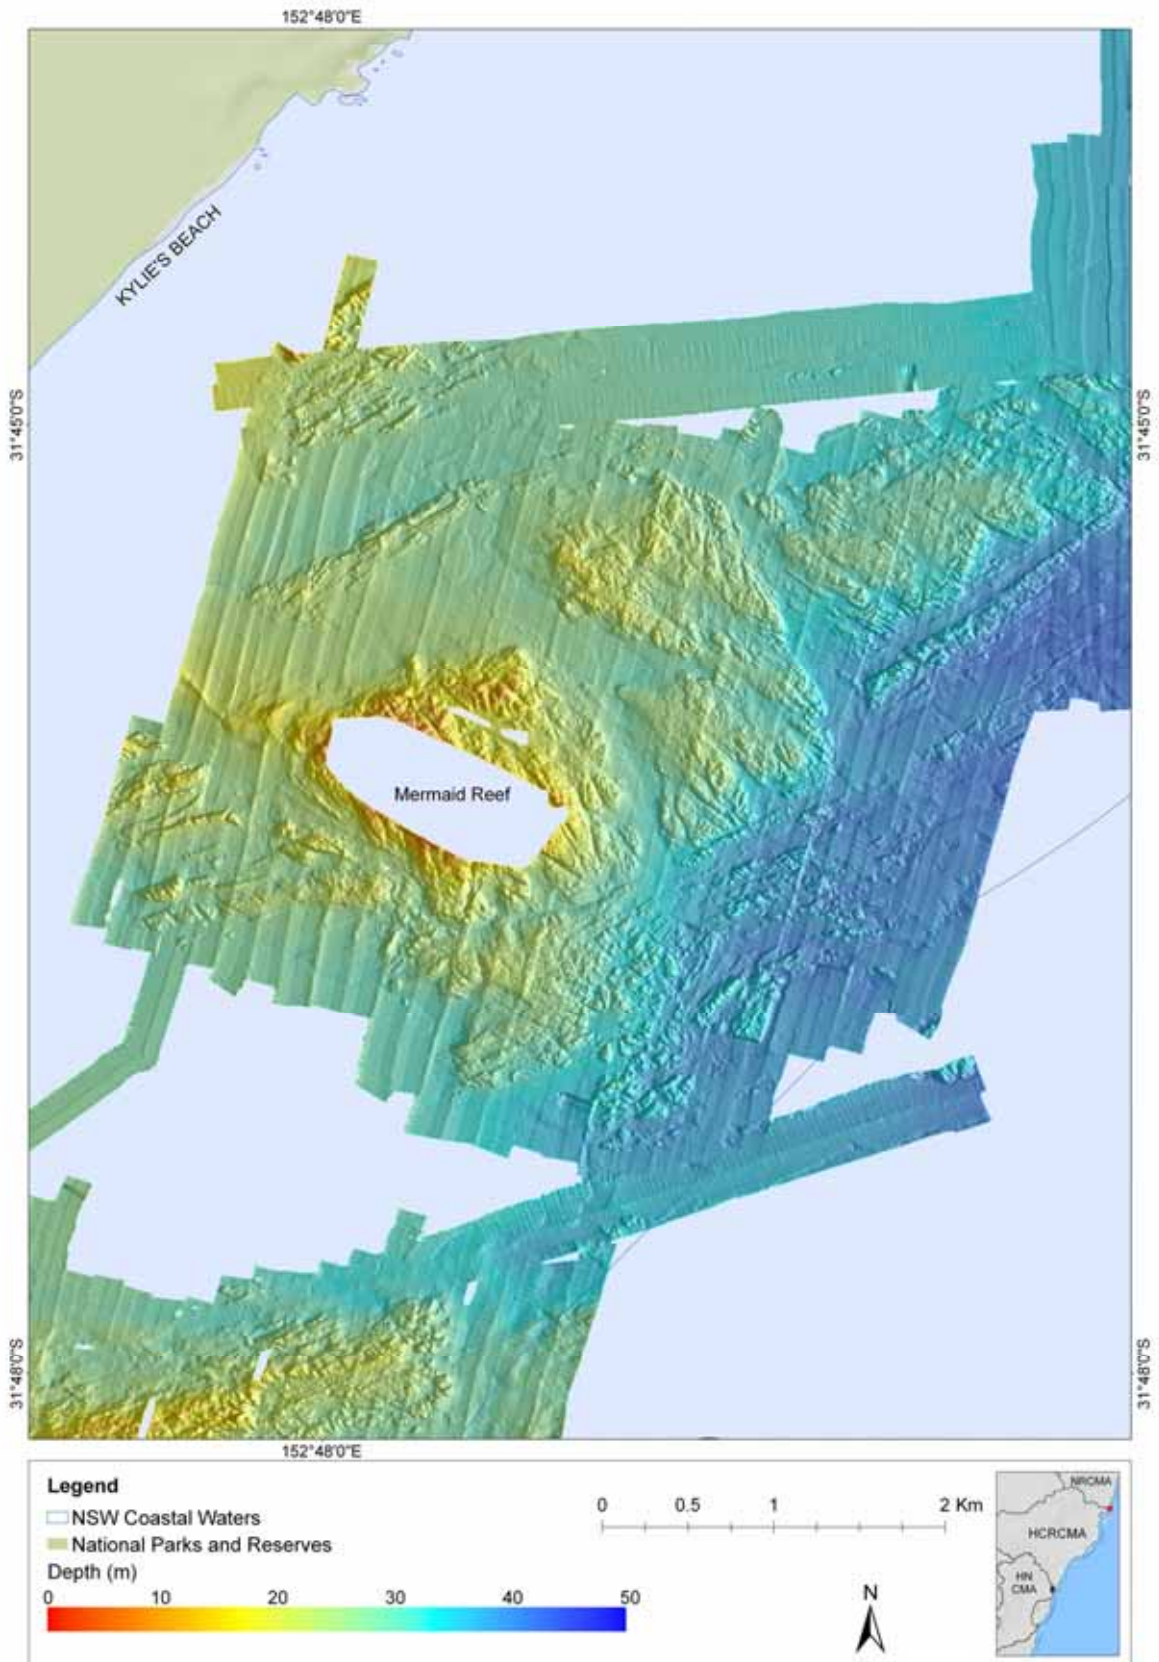 152°48'0"E
KYLIE'S BEACH
31°45'0"S
31°45'0"S
Mermaid Reef
31°48'0"S
31°48'0"S
152°48'0"E
Legend
NSW Coastal Waters
National Parks and Reserves
Depth (m)
0 10 20 30 40 50
0 0.5 1 2 Km
N
NRCMA
HCRCMA
HN
CMA